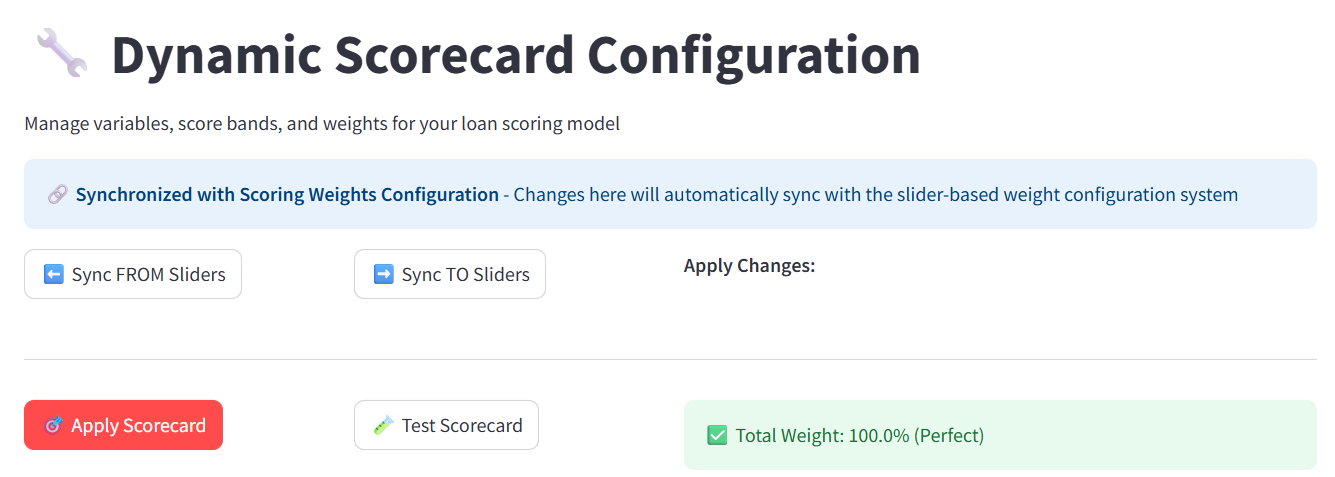 Dynamic Scorecard Configuration
Manage variables, score bands, and weights for your loan scoring model
Synchronized with Scoring Weights Configuration - Changes here will automatically sync with the slider-based weight configuration system
Sync FROM Sliders
Sync TO Sliders
Apply Changes:
Apply Scorecard
Test Scorecard
Total Weight: 100.0% (Perfect)